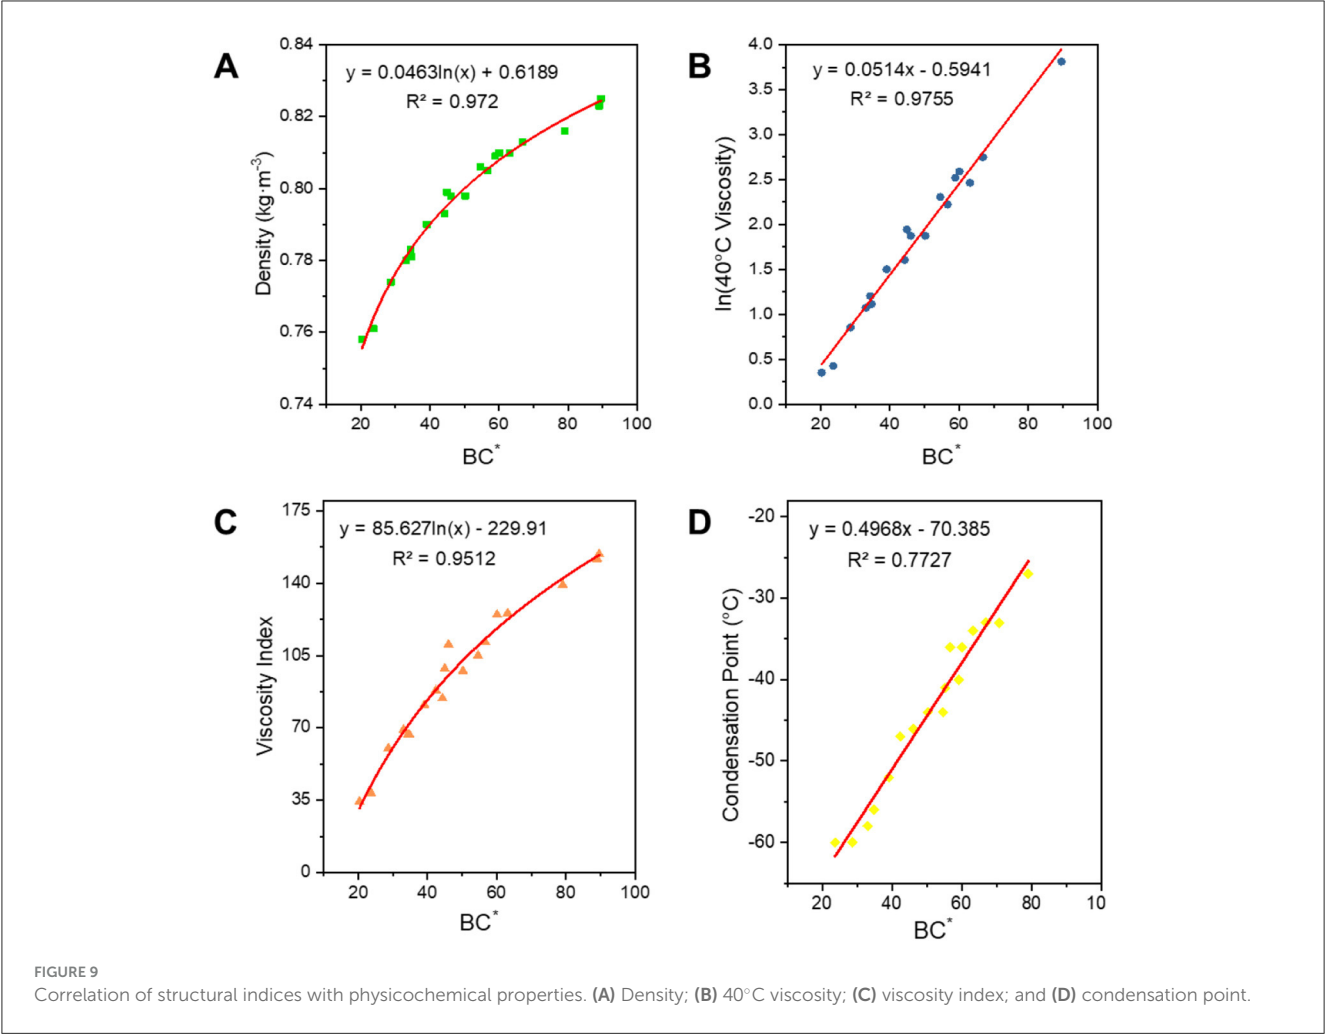 A
y = 0.0463ln(x) + 0.6189
R² = 0.972
Density (kg·m⁻³)
0.84
0.82
0.80
0.78
0.76
0.74
20 40 60 80 100
BC*
B
y = 0.0514x - 0.5941
R² = 0.9755
ln(40°C Viscosity)
4.0
3.5
3.0
2.5
2.0
1.5
1.0
0.5
0.0
20 40 60 80 100
BC*
C
y = 85.627ln(x) - 229.91
R² = 0.9512
Viscosity Index
175
140
105
70
35
0
20 40 60 80 100
BC*
D
y = 0.4968x - 70.385
R² = 0.7727
Condensation Point (°C)
-20
-30
-40
-50
-60
20 40 60 80 10
BC*
FIGURE 9
Correlation of structural indices with physicochemical properties. (A) Density; (B) 40°C viscosity; (C) viscosity index; and (D) condensation point.